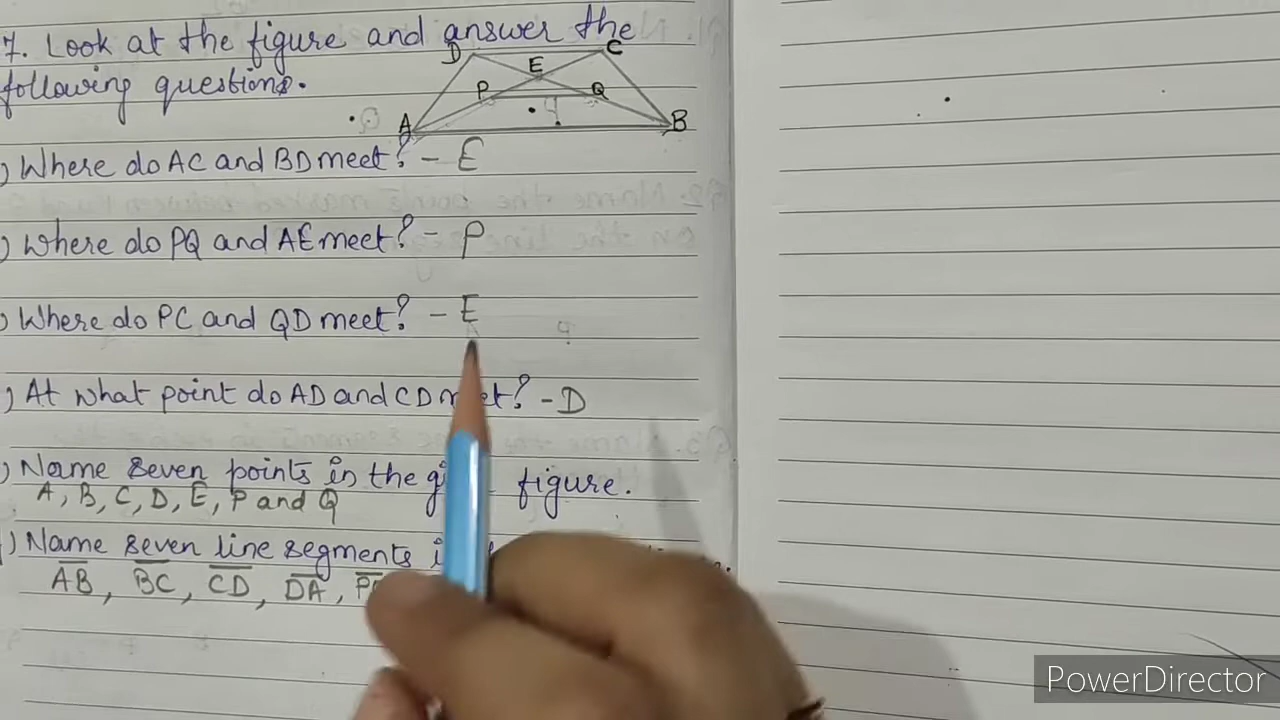 7. Look at the figure and answer the
following questions.
D C
E
P Q
A B
) Where do AC and BD meet? - E
) Where do PQ and AE meet? - P
) Where do PC and QD meet? - E
) At what point do AD and CD meet? - D
) Name seven points in the figure.
A, B, C, D, E, P and Q
) Name seven line segments
AB, BC, CD, DA,
PowerDirector